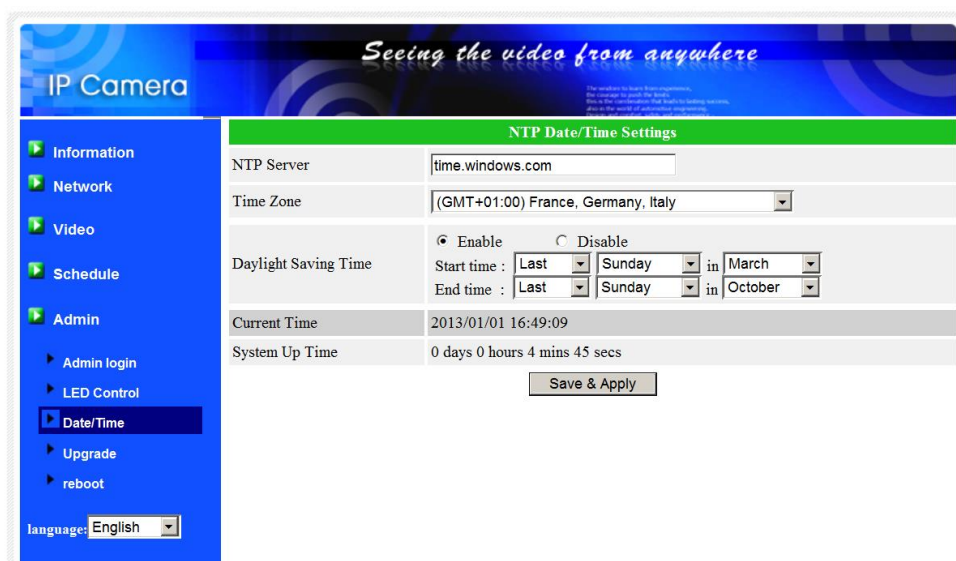 Seeing the video from anywhere
IP Camera
Information
Network
Video
Schedule
Admin
Admin login
LED Control
Date/Time
Upgrade
reboot
language: English
NTP Date/Time Settings
NTP Server time.windows.com
Time Zone (GMT+01:00) France, Germany, Italy
Daylight Saving Time
Enable Disable
Start time : Last Sunday in March
End time : Last Sunday in October
Current Time 2013/01/01 16:49:09
System Up Time 0 days 0 hours 4 mins 45 secs
Save & Apply